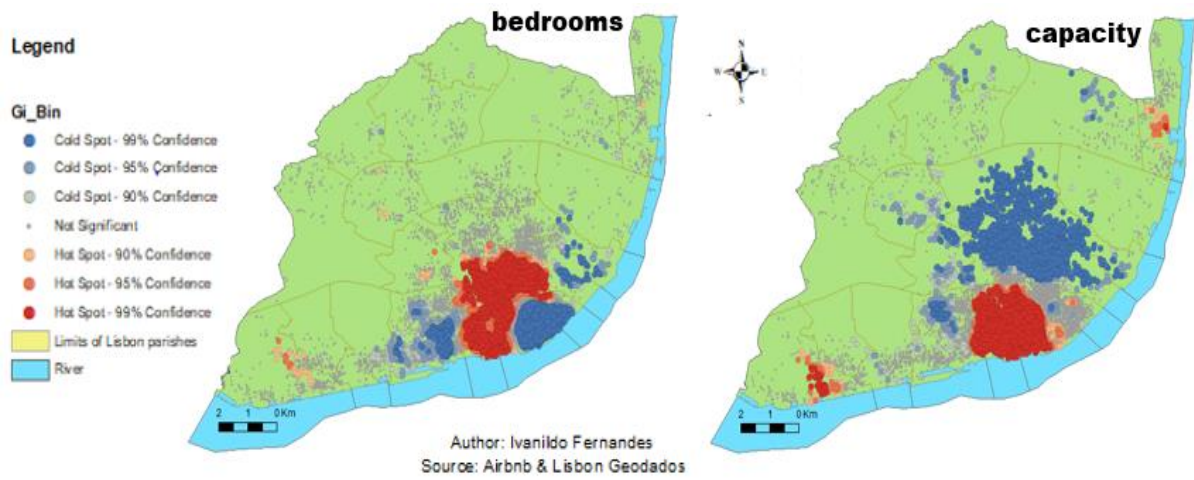 bedrooms
capacity
Legend
N
W E
S
Gi_Bin
Cold Spot - 99% Confidence
Cold Spot - 95% Confidence
Cold Spot - 90% Confidence
Not Significant
Hot Spot - 90% Confidence
Hot Spot - 95% Confidence
Hot Spot - 99% Confidence
Limits of Lisbon parishes
River
2 1 0 Km
2 1 0 Km
Author: Ivanildo Fernandes
Source: Airbnb & Lisbon Geodados